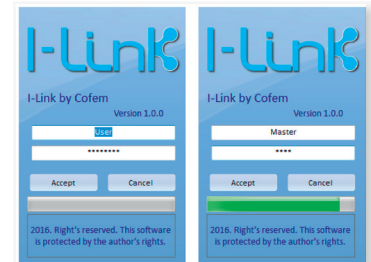 I-Link
I-Link by Cofem
Version 1.0.0
User
********
Accept Cancel
2016. Right's reserved. This software
is protected by the author's rights.
I-Link
I-Link by Cofem
Version 1.0.0
Master
****
Accept Cancel
2016. Right's reserved. This software
is protected by the author's rights.